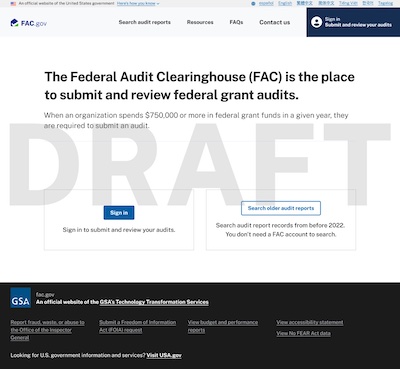 An official website of the United States government Here's how you know
español English 繁體中文 简体中文 Tiếng việt 한국어 Tagalog
FAC.gov
Search audit reports Resources FAQs Contact us
Sign in
Submit and review your audits
The Federal Audit Clearinghouse (FAC) is the place
to submit and review federal grant audits.
When an organization spends $750,000 or more in federal grant funds in a given year, they
are required to submit an audit.
DRAFT
Sign in
Sign in to submit and review your audits.
Search older audit reports
Search audit report records from before 2022.
You don't need a FAC account to search.
GSA
fac.gov
An official website of the GSA's Technology Transformation Services
Report fraud, waste, or abuse to
the Office of the Inspector
General
Submit a Freedom of Information
Act (FOIA) request
View budget and performance
reports
View accessibility statement
View No FEAR Act data
Looking for U.S. government information and services? Visit USA.gov